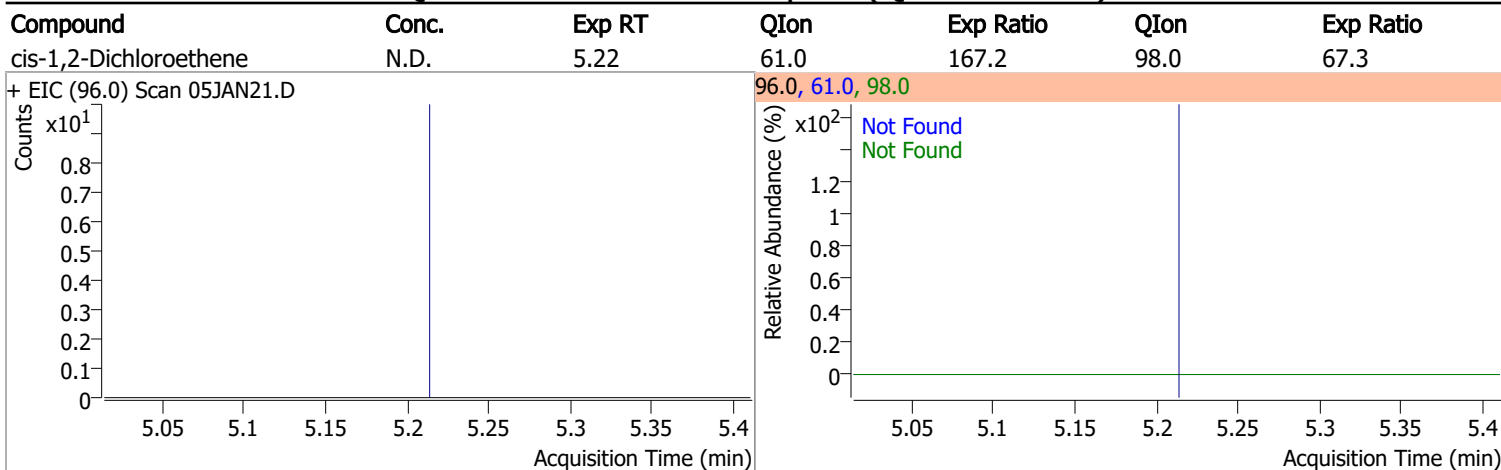 Compound Conc. Exp RT QIon Exp Ratio QIon Exp Ratio
cis-1,2-Dichloroethene N.D. 5.22 61.0 167.2 98.0 67.3
+ EIC (96.0) Scan 05JAN21.D
Counts
x10¹
0.8
0.7
0.6
0.5
0.4
0.3
0.2
0.1
0
5.05 5.1 5.15 5.2 5.25 5.3 5.35 5.4
Acquisition Time (min)
96.0, 61.0, 98.0
Relative Abundance (%)
x10²
Not Found
Not Found
1.2
1
0.8
0.6
0.4
0.2
0
5.05 5.1 5.15 5.2 5.25 5.3 5.35 5.4
Acquisition Time (min)